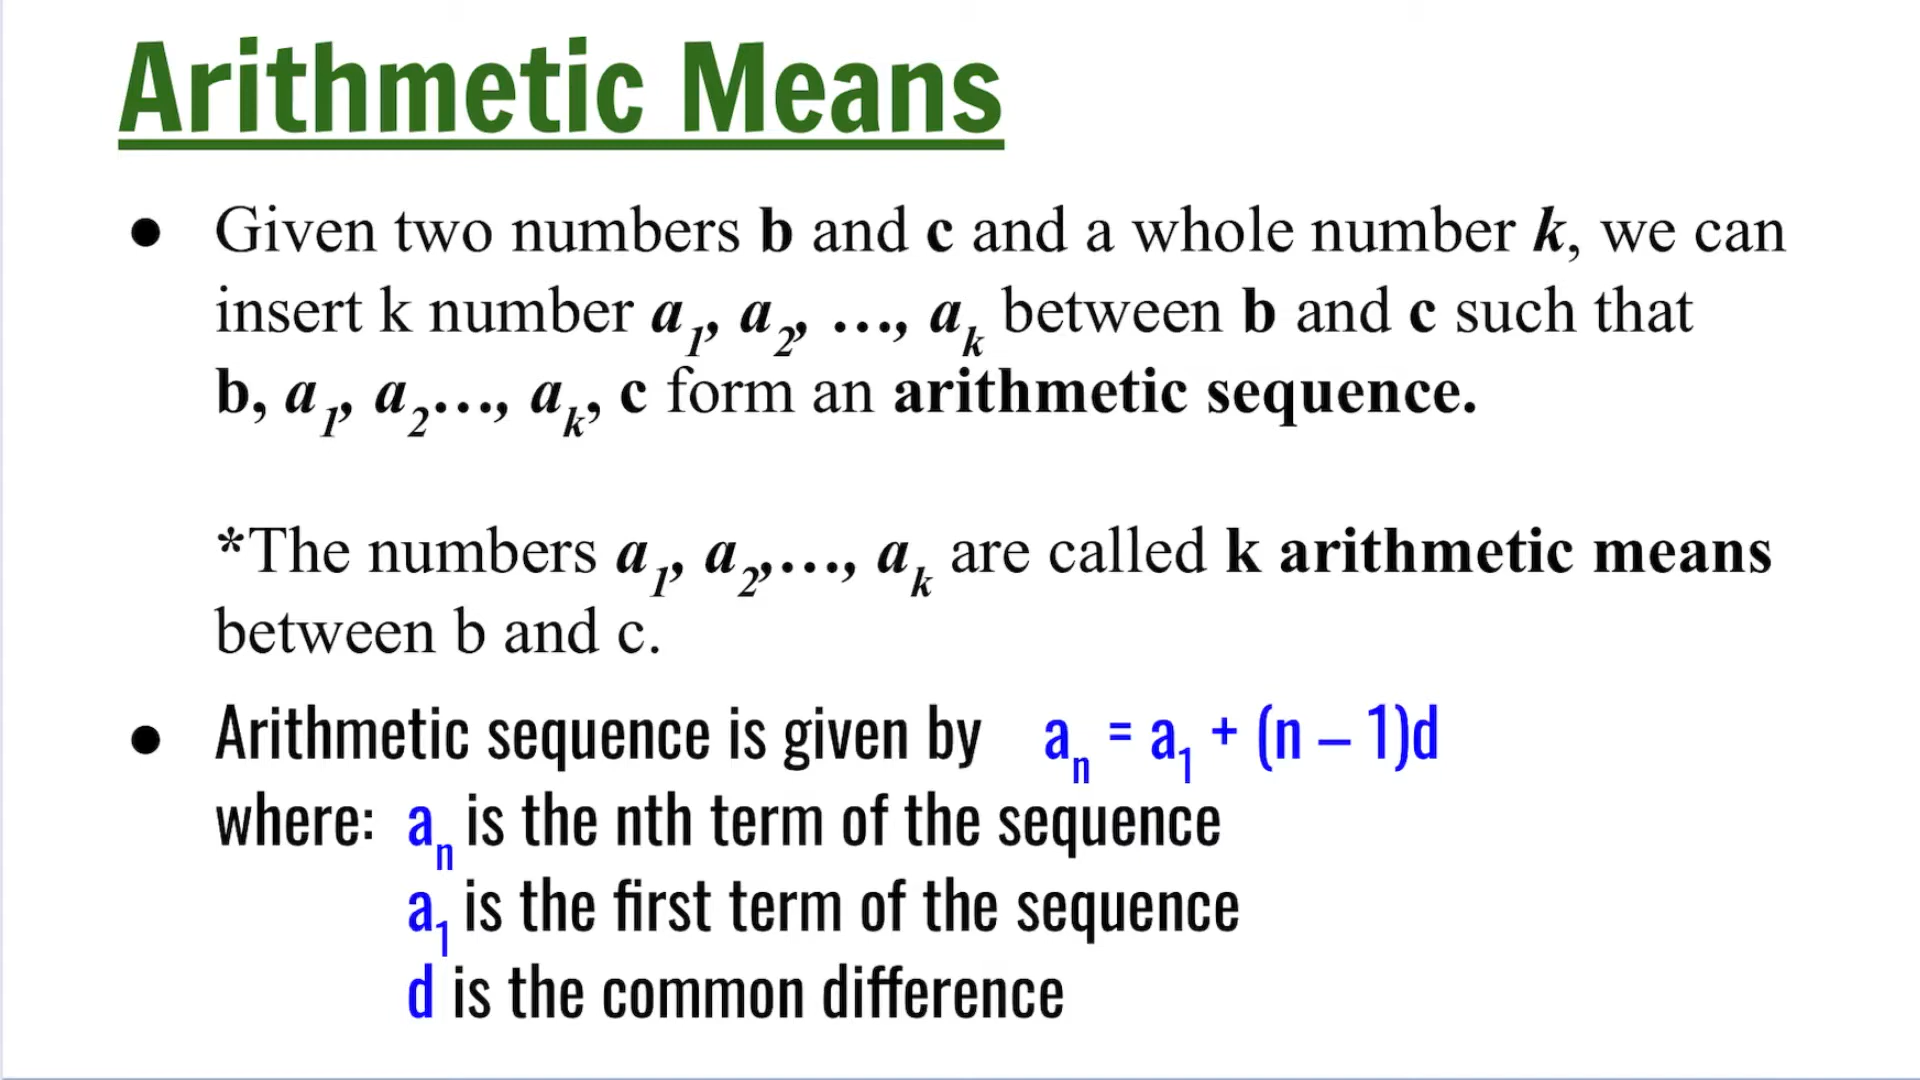 Arithmetic Means
● Given two numbers b and c and a whole number k, we can
insert k number a₁, a₂, …, aₖ between b and c such that
b, a₁, a₂…, aₖ, c form an arithmetic sequence.
*The numbers a₁, a₂,…, aₖ are called k arithmetic means
between b and c.
● Arithmetic sequence is given by aₙ = a₁ + (n – 1)d
where: aₙ is the nth term of the sequence
a₁ is the first term of the sequence
d is the common difference